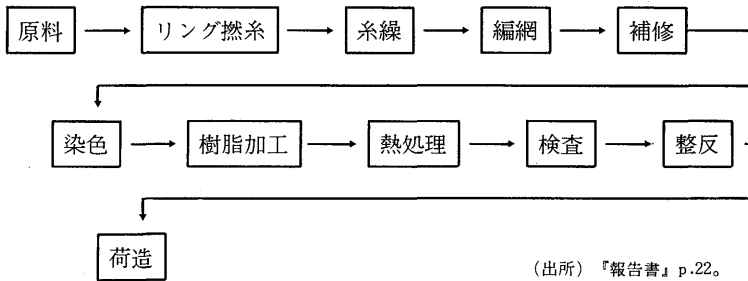 原料 リング撚糸 糸繰 編網 補修
染色 樹脂加工 熱処理 検査 整反
荷造
(出所) 『報告書』p.22。